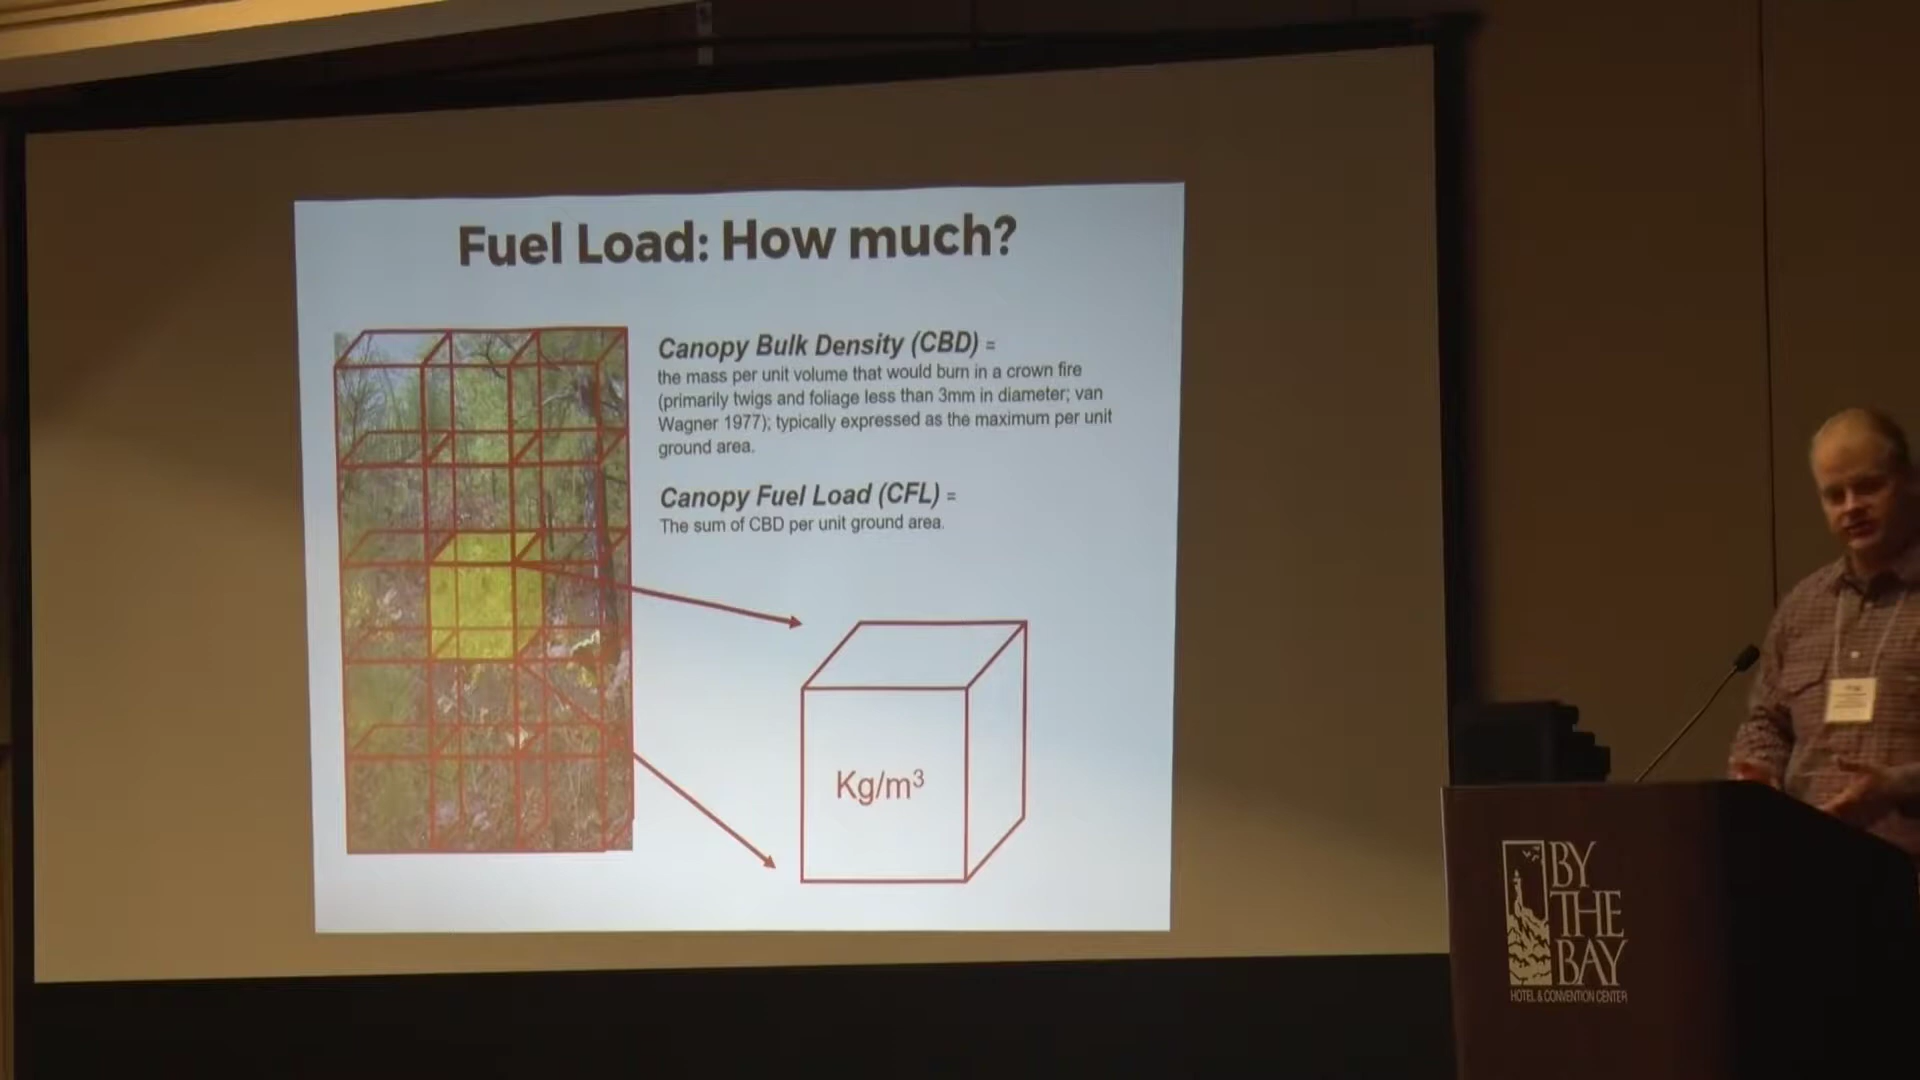 Fuel Load: How much?
Canopy Bulk Density (CBD) =
the mass per unit volume that would burn in a crown fire
(primarily twigs and foliage less than 3mm in diameter; van
Wagner 1977); typically expressed as the maximum per unit
ground area.
Canopy Fuel Load (CFL) =
The sum of CBD per unit ground area.
Kg/m³
BY
THE
BAY
HOTEL & CONVENTION CENTER